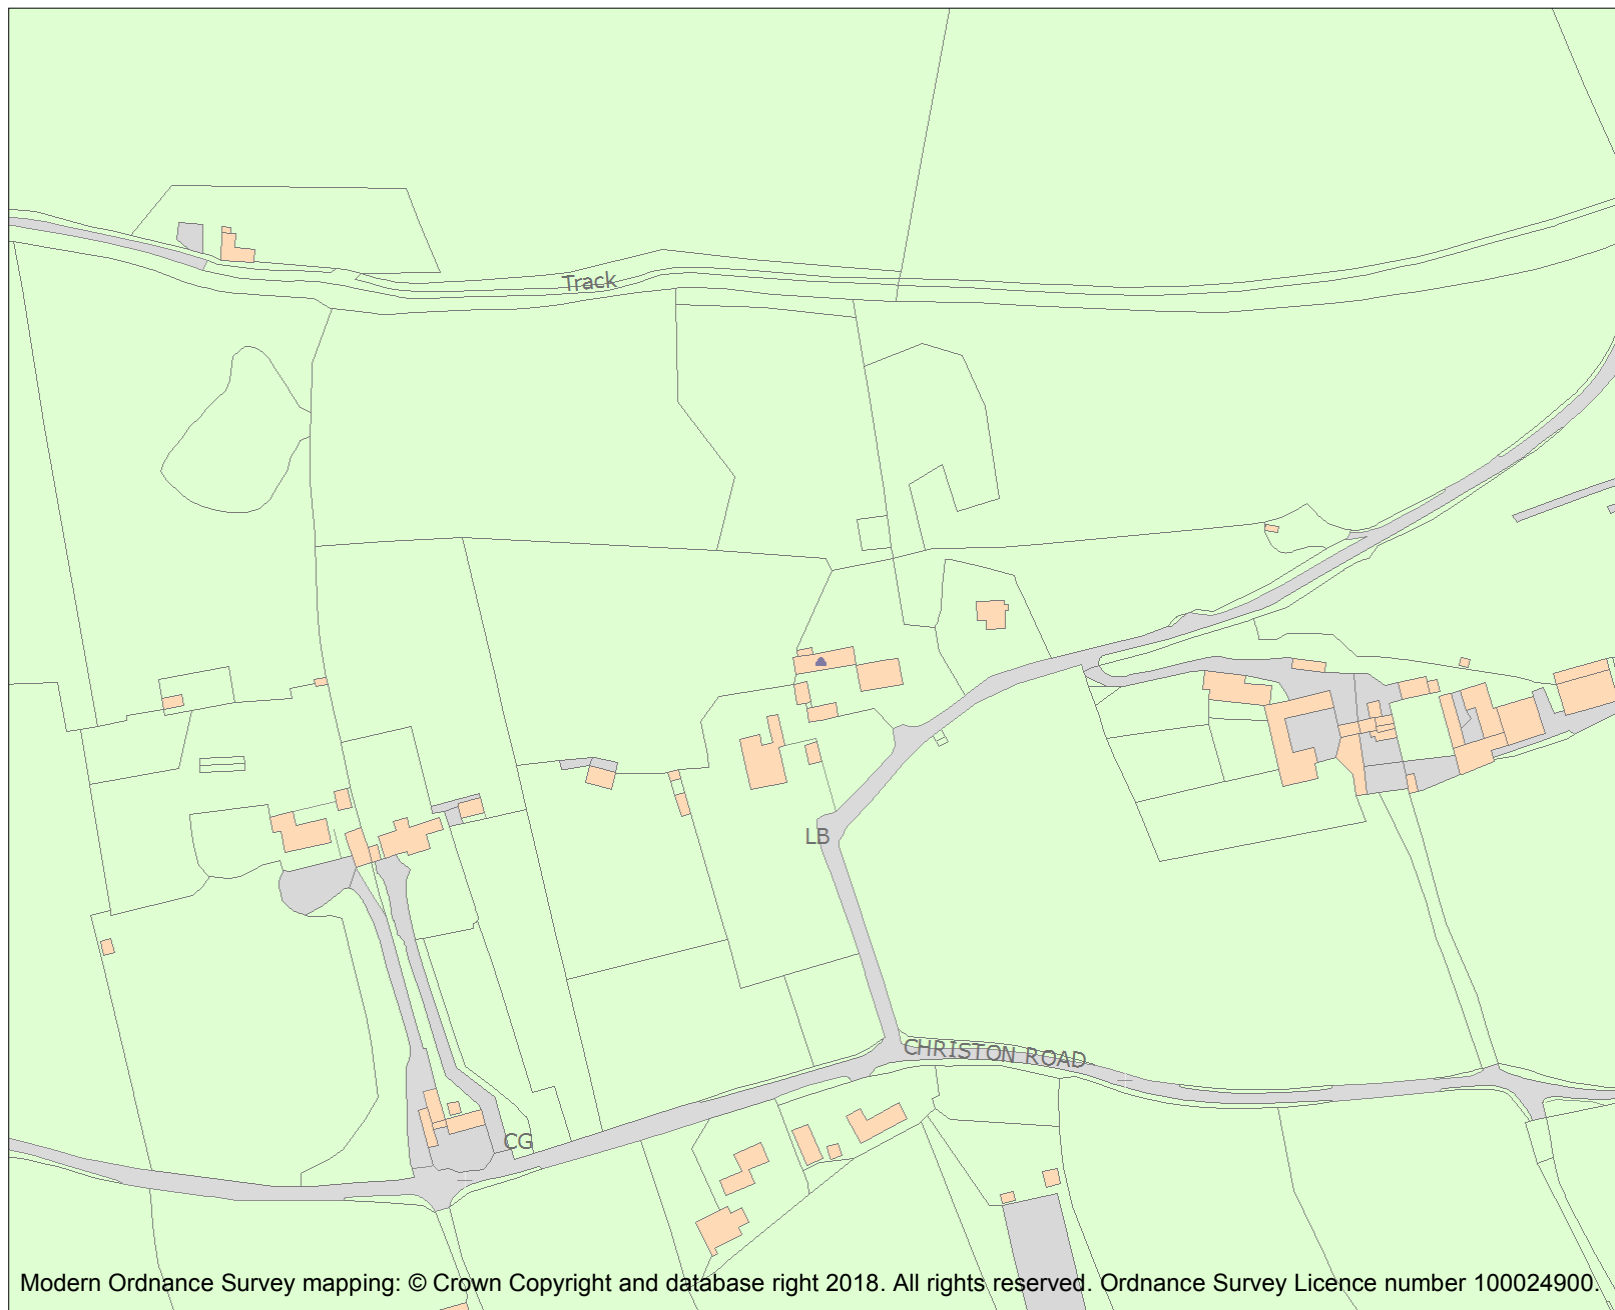 Track
LB
CHRISTON ROAD
CG
Modern Ordnance Survey mapping: © Crown Copyright and database right 2018. All rights reserved. Ordnance Survey Licence number 100024900.